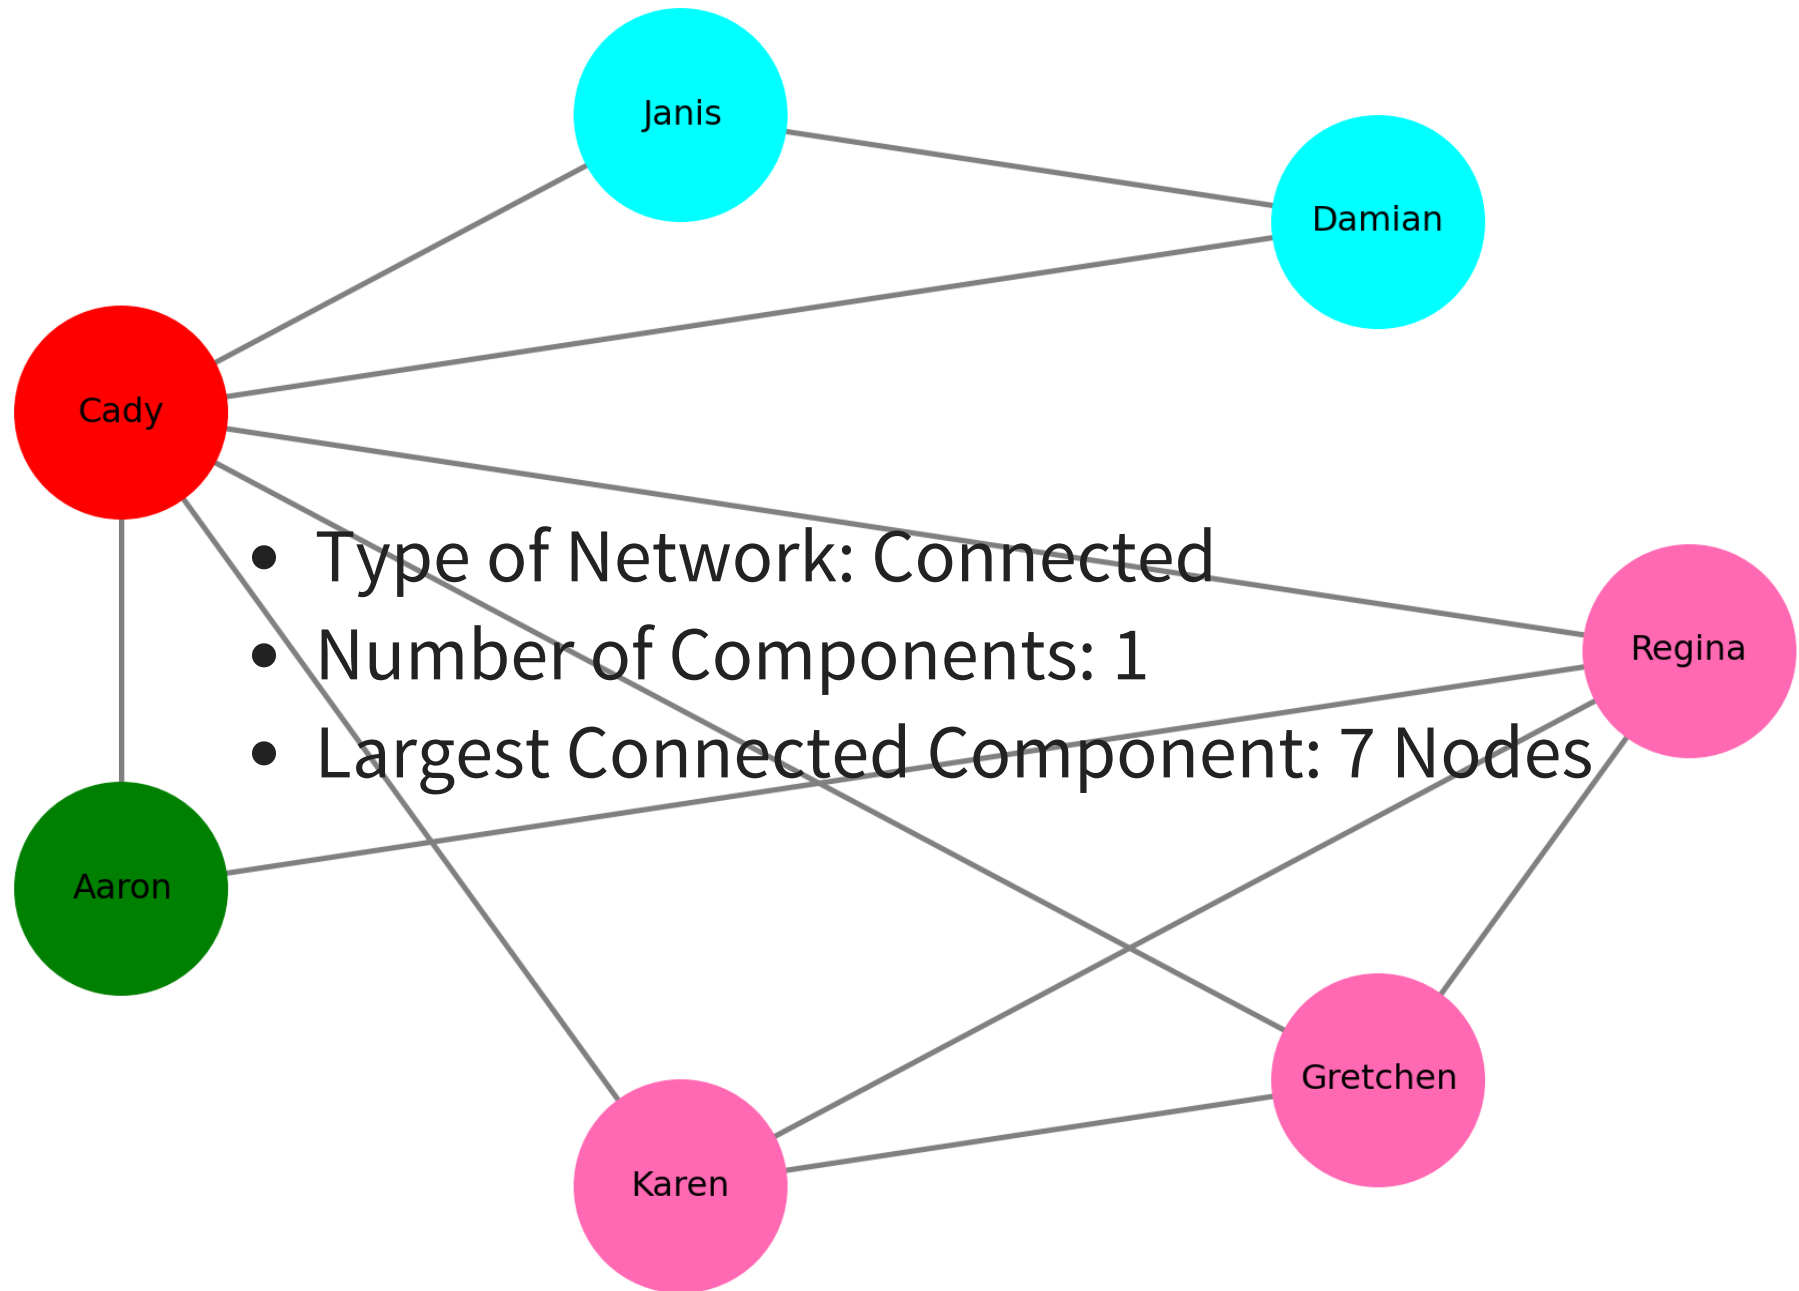 Janis
Damian
Cady
• Type of Network: Connected
• Number of Components: 1
Regina
• Largest Connected Component: 7 Nodes
Aaron
Gretchen
Karen